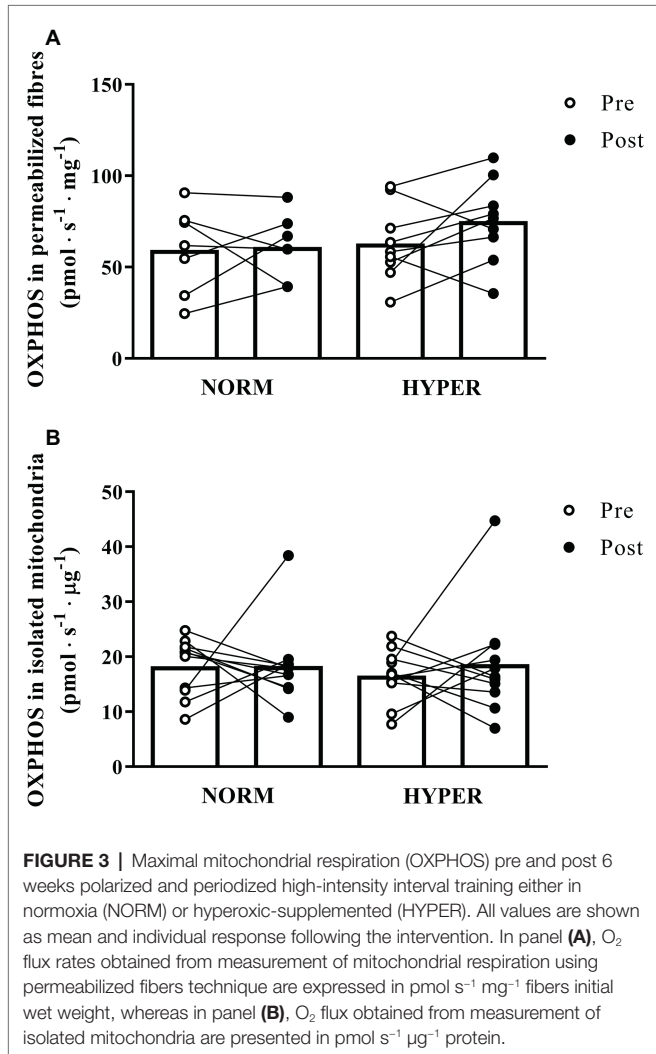 A
OXPHOS in permeabilized fibres
(pmol · s⁻¹ · mg⁻¹)
150
100
50
0
Pre
Post
NORM
HYPER
B
OXPHOS in isolated mitochondria
(pmol · s⁻¹ · µg⁻¹)
50
40
30
20
10
0
Pre
Post
NORM
HYPER
FIGURE 3 | Maximal mitochondrial respiration (OXPHOS) pre and post 6
weeks polarized and periodized high-intensity interval training either in
normoxia (NORM) or hyperoxic-supplemented (HYPER). All values are shown
as mean and individual response following the intervention. In panel (A), O₂
flux rates obtained from measurement of mitochondrial respiration using
permeabilized fibers technique are expressed in pmol s⁻¹ mg⁻¹ fibers initial
wet weight, whereas in panel (B), O₂ flux obtained from measurement of
isolated mitochondria are presented in pmol s⁻¹ µg⁻¹ protein.